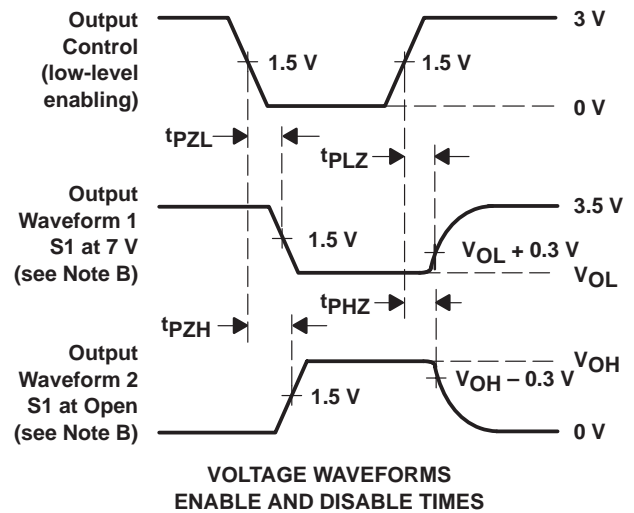 Output
Control
(low-level
enabling)
3 V
1.5 V
1.5 V
0 V
tPZL
tPLZ
Output
Waveform 1
S1 at 7 V
(see Note B)
3.5 V
1.5 V
VOL + 0.3 V
VOL
tPHZ
tPZH
Output
Waveform 2
S1 at Open
(see Note B)
VOH
VOH – 0.3 V
1.5 V
0 V
VOLTAGE WAVEFORMS
ENABLE AND DISABLE TIMES